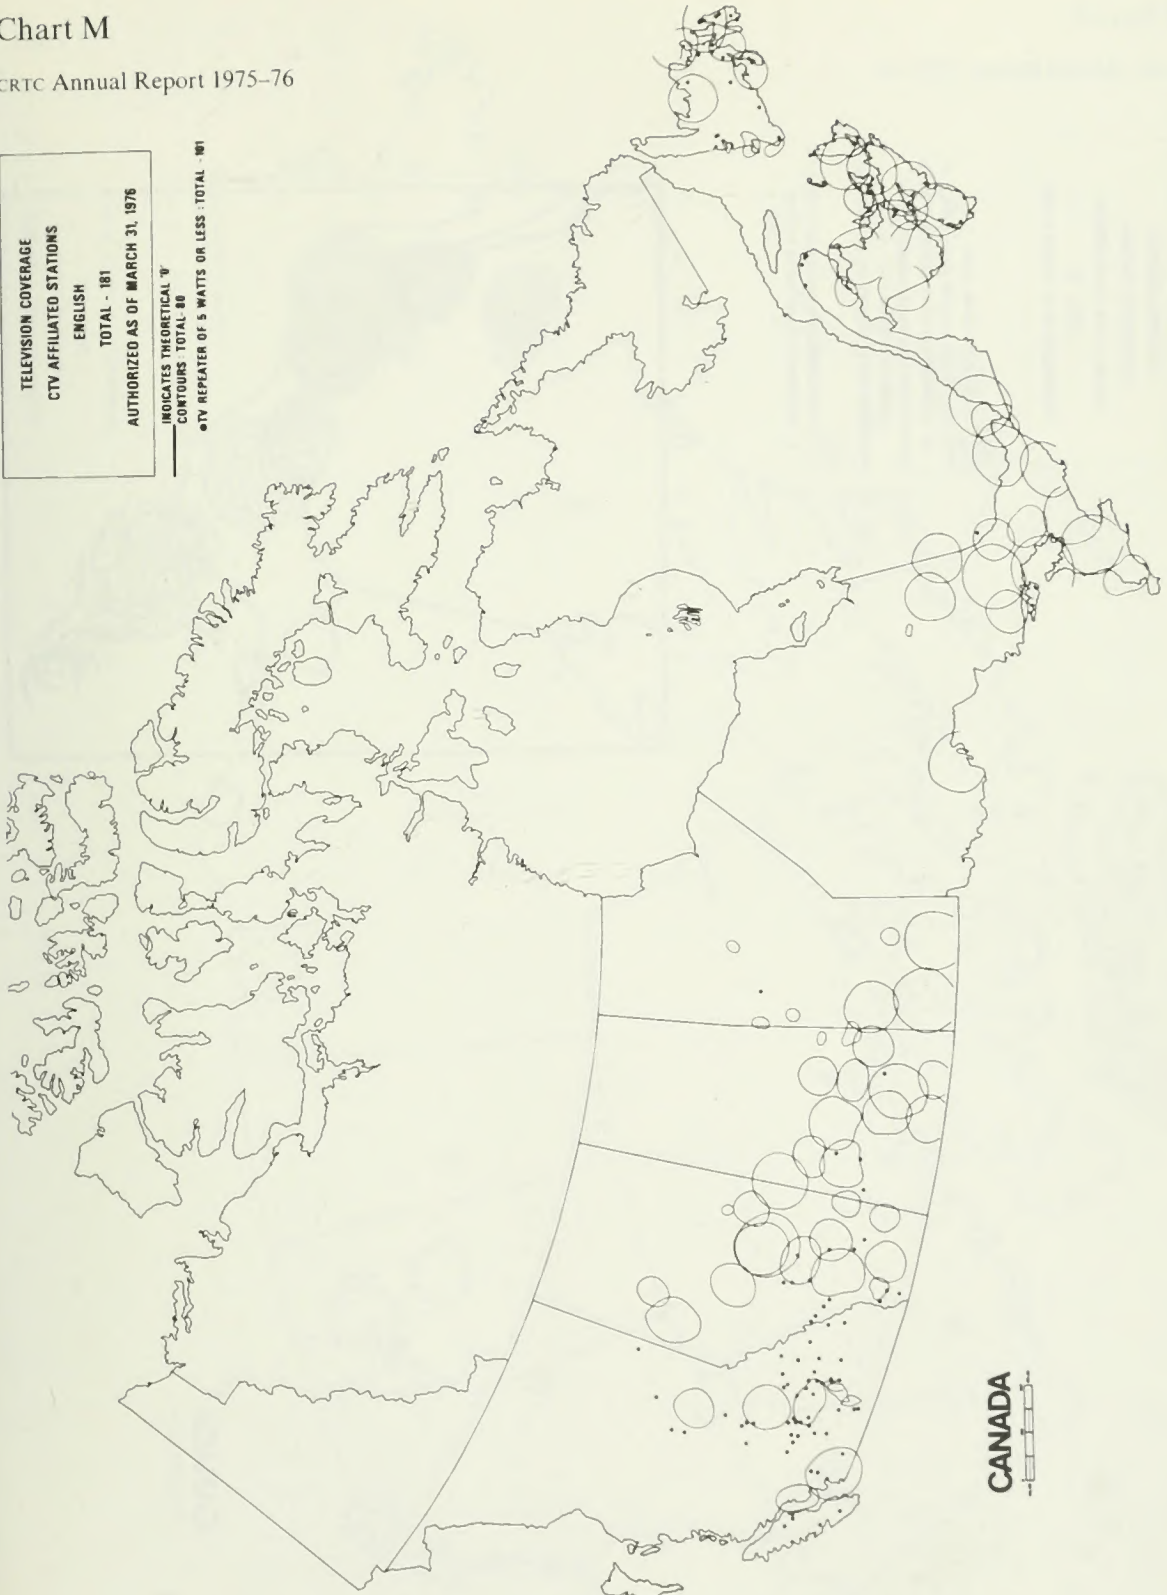 Chart M
CRTC Annual Report 1975–76
TELEVISION COVERAGE
CTV AFFILIATED STATIONS
ENGLISH
TOTAL - 181
AUTHORIZED AS OF MARCH 31, 1976
INDICATES THEORETICAL 'B'
CONTOURS : TOTAL- 80
●TV REPEATER OF 5 WATTS OR LESS : TOTAL - 101
CANADA